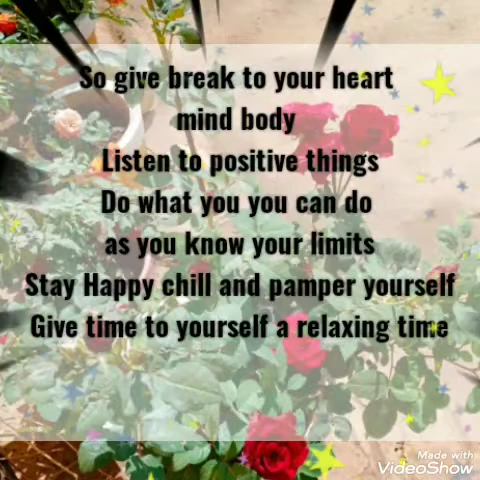 So give break to your heart
mind body
Listen to positive things
Do what you you can do
as you know your limits
Stay Happy chill and pamper yourself
Give time to yourself a relaxing time
Made with
VideoShow